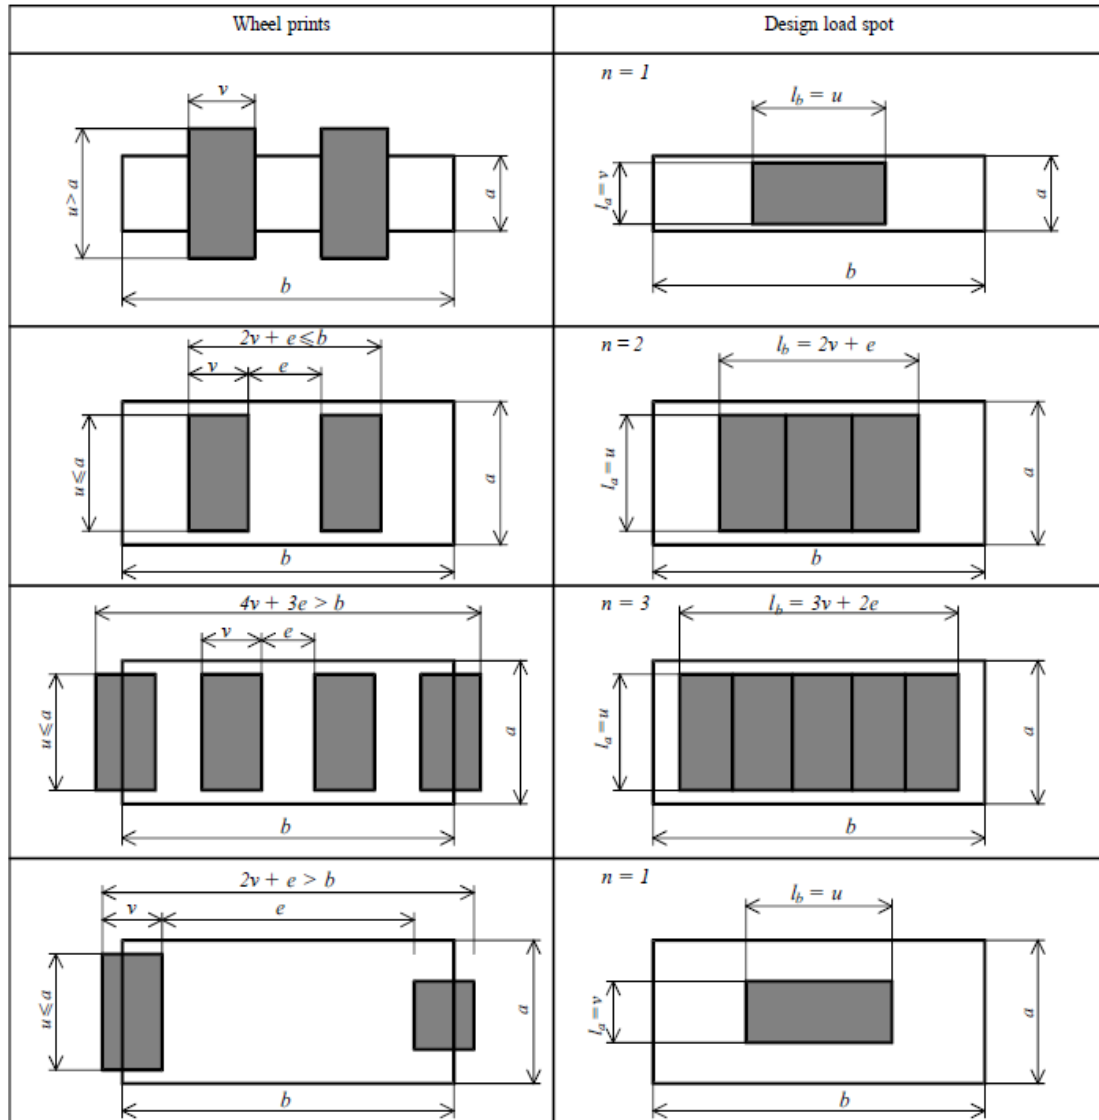 Wheel prints
Design load spot
v
u > a
a
b
n = 1
l_b = u
l_a = v
a
b
2v + e ⩽ b
v
e
u ⩽ a
a
b
n = 2
l_b = 2v + e
l_a = u
a
b
4v + 3e > b
v
e
u ⩽ a
a
b
n = 3
l_b = 3v + 2e
l_a = u
a
b
2v + e > b
v
e
u ⩽ a
a
b
n = 1
l_b = u
l_a = v
a
b